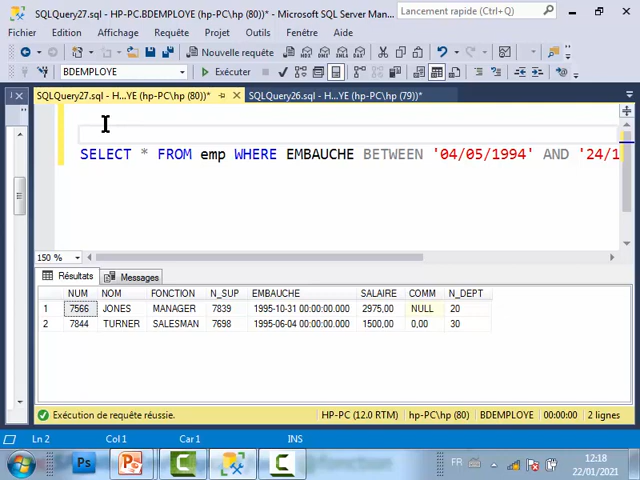 SQLQuery27.sql - HP-PC.BDEMPLOYE (hp-PC\hp (80))* - Microsoft SQL Server Man...
Lancement rapide (Ctrl+Q)
Fichier Edition Affichage Projet Outils Fenêtre Aide
Nouvelle requête
BDEMPLOYE Exécuter
SQLQuery27.sql - H...YE (hp-PC\hp (80))* SQLQuery26.sql - H...YE (hp-PC\hp (79))*
SELECT * FROM emp WHERE EMBAUCHE BETWEEN '04/05/1994' AND '24/1
150 %
Résultats Messages
NUM NOM FONCTION N_SUP EMBAUCHE SALAIRE COMM N_DEPT
1 7566 JONES MANAGER 7839 1995-10-31 00:00:00.000 2975,00 NULL 20
2 7844 TURNER SALESMAN 7698 1995-06-04 00:00:00.000 1500,00 0,00 30
Exécution de requête réussie. HP-PC (12.0 RTM) hp-PC\hp (80) BDEMPLOYE 00:00:00 2 lignes
Prêt Ln 2 Col 1 Car 1 INS
Ps P C C
FR
12:18
22/01/2021